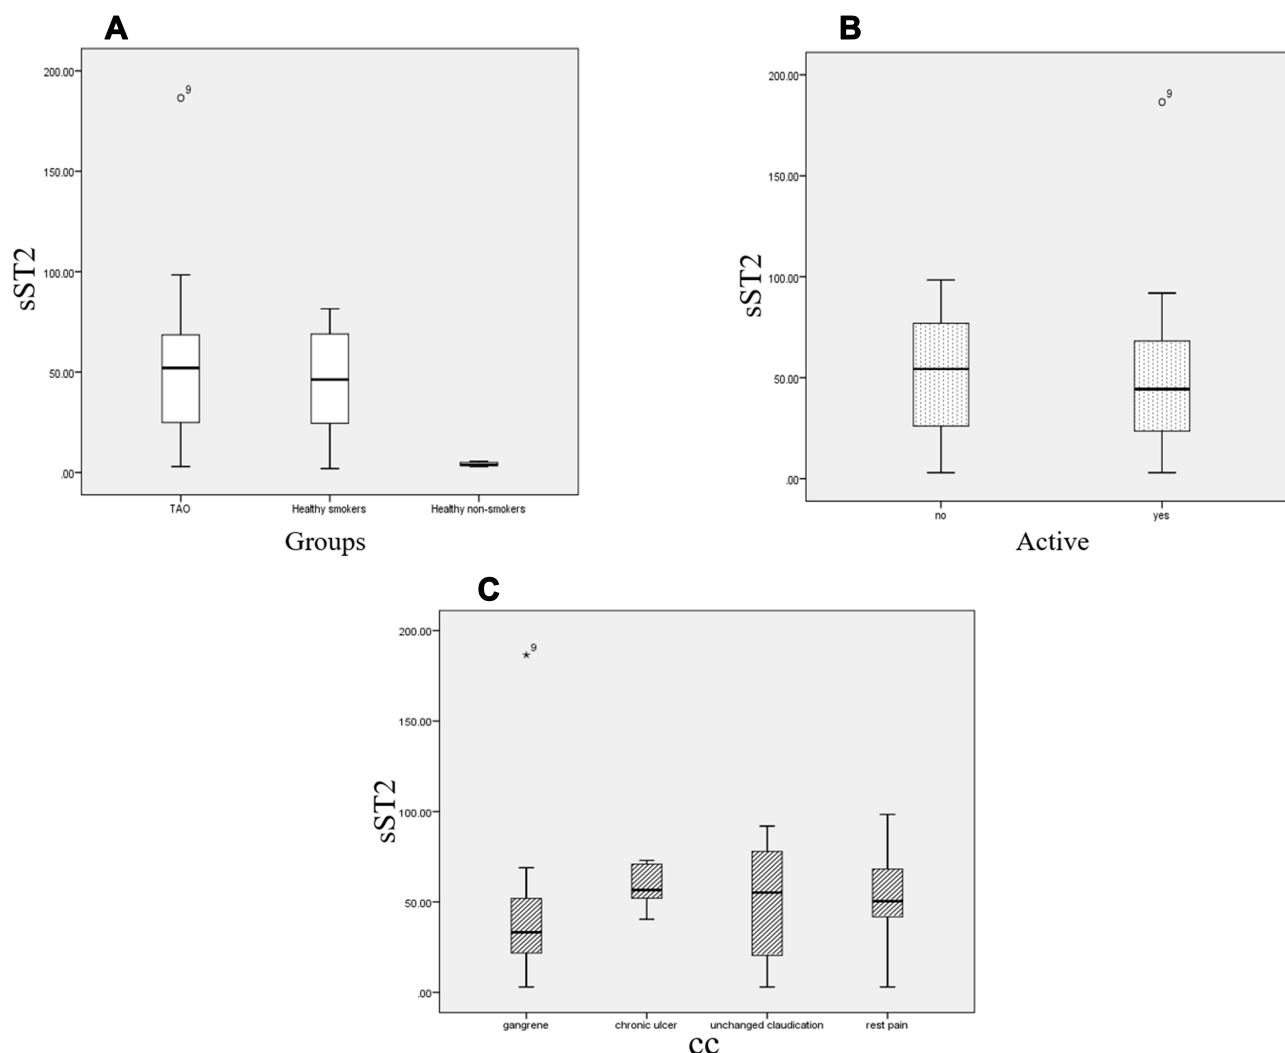 A
200.00
9
150.00
sST2
100.00
50.00
.00
TAO Healthy smokers Healthy non-smokers
Groups
B
200.00
9
150.00
sST2
100.00
50.00
.00
no yes
Active
C
200.00
9
150.00
sST2
100.00
50.00
.00
gangrene chronic ulcer unchanged claudication rest pain
cc